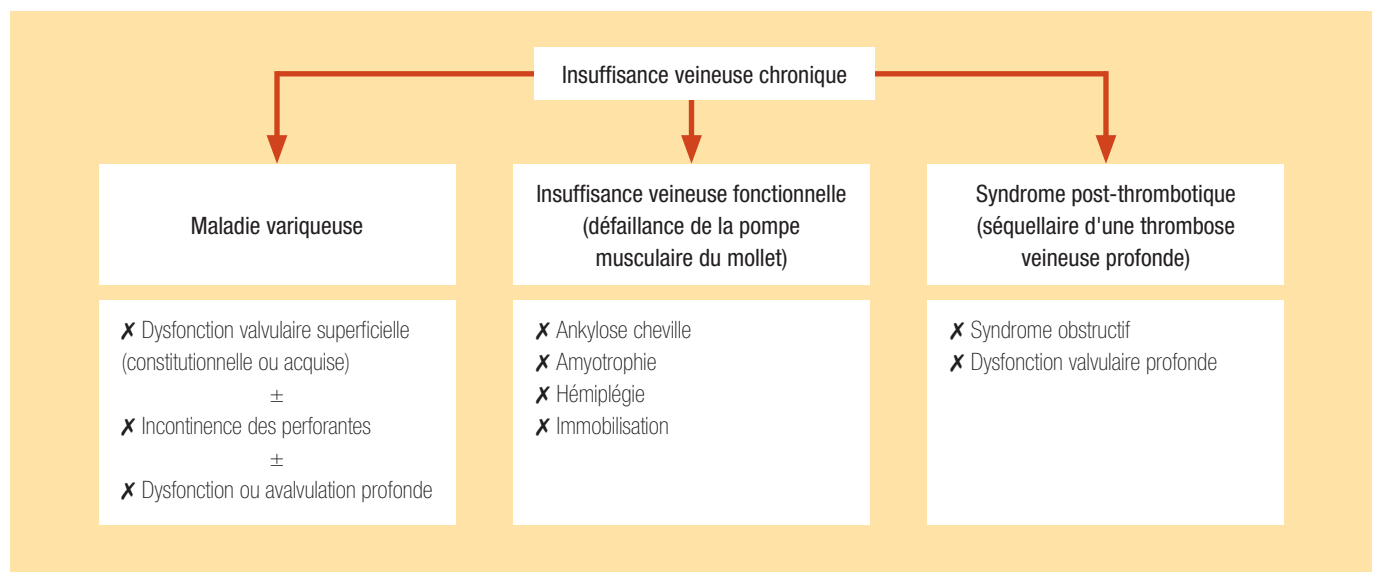 Insuffisance veineuse chronique
Maladie variqueuse
✗ Dysfonction valvulaire superficielle
(constitutionnelle ou acquise)
±
✗ Incontinence des perforantes
±
✗ Dysfonction ou avalvulation profonde
Insuffisance veineuse fonctionnelle
(défaillance de la pompe
musculaire du mollet)
✗ Ankylose cheville
✗ Amyotrophie
✗ Hémiplégie
✗ Immobilisation
Syndrome post-thrombotique
(séquellaire d'une thrombose
veineuse profonde)
✗ Syndrome obstructif
✗ Dysfonction valvulaire profonde